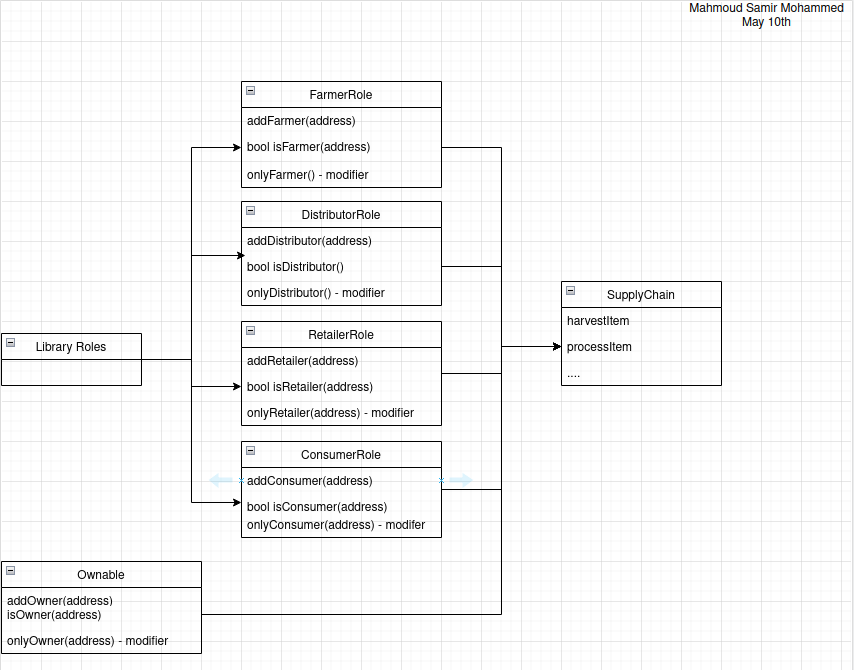 Mahmoud Samir Mohammed
May 10th
FarmerRole
addFarmer(address)
bool isFarmer(address)
onlyFarmer() - modifier
DistributorRole
addDistributor(address)
bool isDistributor()
onlyDistributor() - modifier
RetailerRole
addRetailer(address)
bool isRetailer(address)
onlyRetailer(address) - modifier
ConsumerRole
addConsumer(address)
bool isConsumer(address)
onlyConsumer(address) - modifer
Library Roles
Ownable
addOwner(address)
isOwner(address)
onlyOwner(address) - modifier
SupplyChain
harvestItem
processItem
....